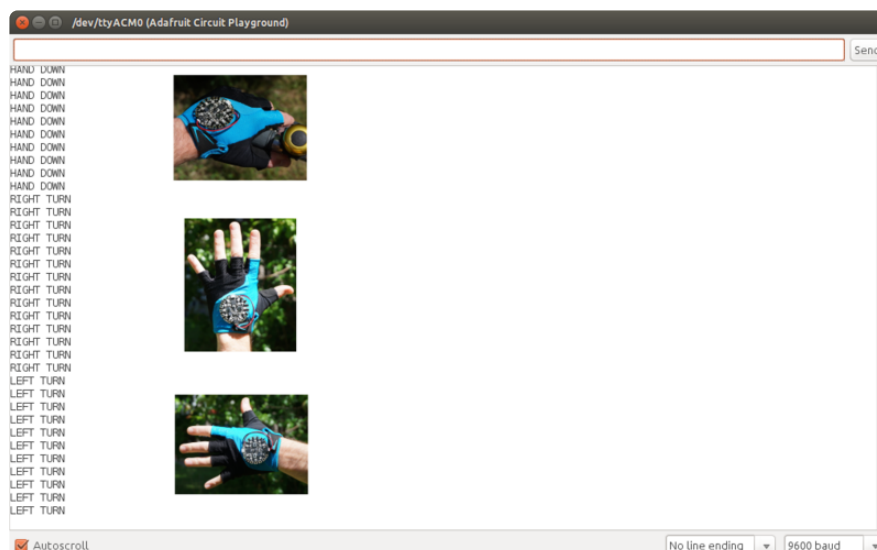 /dev/ttyACM0 (Adafruit Circuit Playground)
Send
HAND DOWN
HAND DOWN
HAND DOWN
HAND DOWN
HAND DOWN
HAND DOWN
HAND DOWN
HAND DOWN
HAND DOWN
HAND DOWN
RIGHT TURN
RIGHT TURN
RIGHT TURN
RIGHT TURN
RIGHT TURN
RIGHT TURN
RIGHT TURN
RIGHT TURN
RIGHT TURN
RIGHT TURN
RIGHT TURN
RIGHT TURN
RIGHT TURN
RIGHT TURN
LEFT TURN
LEFT TURN
LEFT TURN
LEFT TURN
LEFT TURN
LEFT TURN
LEFT TURN
LEFT TURN
LEFT TURN
LEFT TURN
LEFT TURN
Autoscroll
No line ending
9600 baud